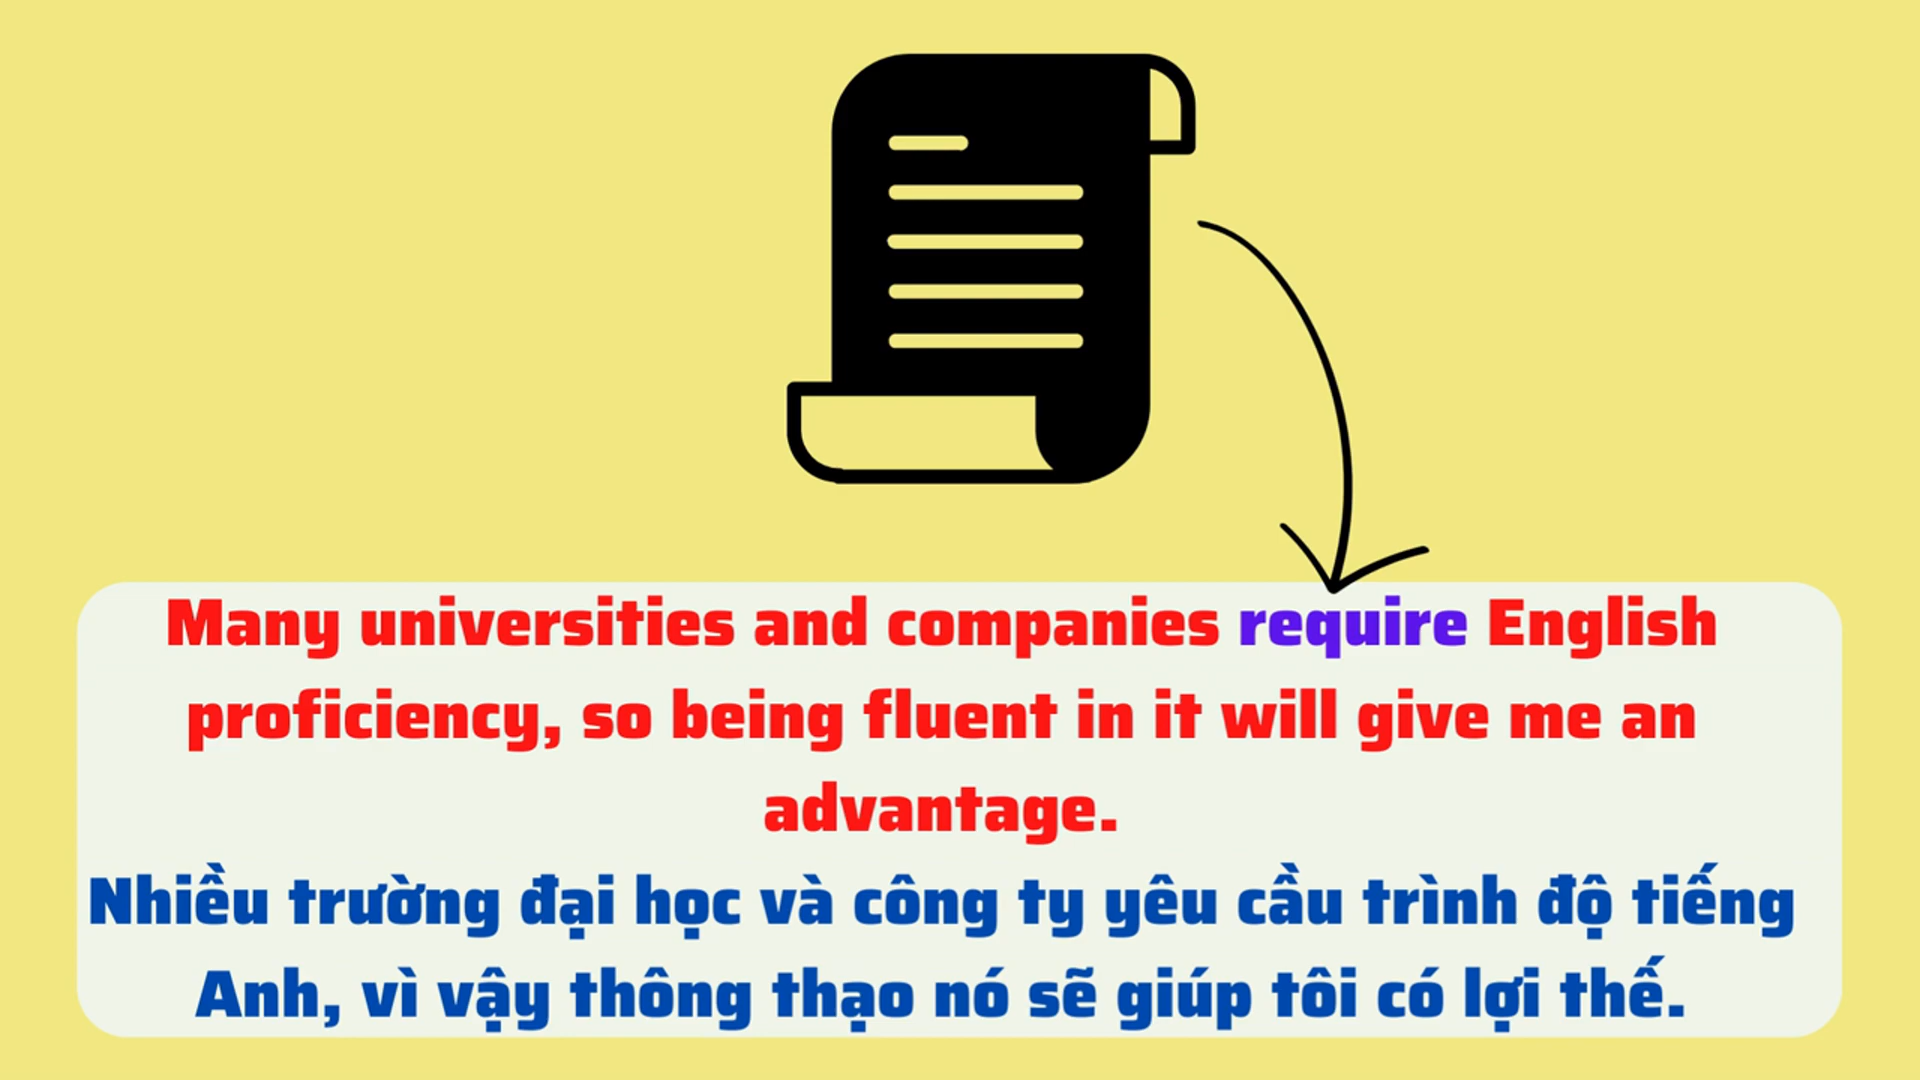 Many universities and companies require English
proficiency, so being fluent in it will give me an
advantage.
Nhiều trường đại học và công ty yêu cầu trình độ tiếng
Anh, vì vậy thông thạo nó sẽ giúp tôi có lợi thế.